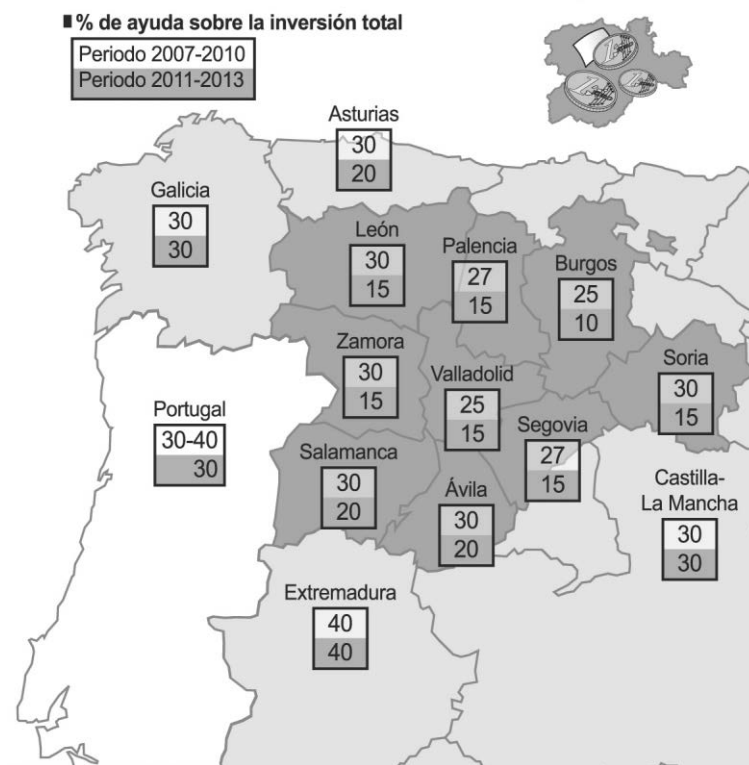 % de ayuda sobre la inversión total
Periodo 2007-2010
Periodo 2011-2013
Asturias
30
20
Galicia
30
30
León
30
15
Palencia
27
15
Burgos
25
10
Zamora
30
15
Valladolid
25
15
Soria
30
15
Portugal
30-40
30
Salamanca
30
20
Ávila
30
20
Segovia
27
15
Castilla-
La Mancha
30
30
Extremadura
40
40